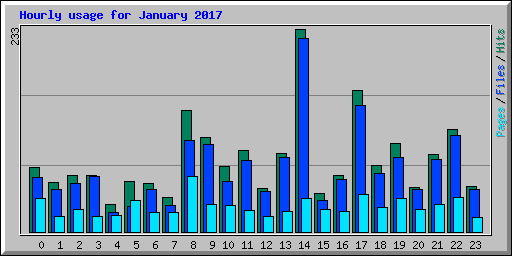 Hourly usage for January 2017
233
Pages/Files/Hits
0 1 2 3 4 5 6 7 8 9 10 11 12 13 14 15 16 17 18 19 20 21 22 23